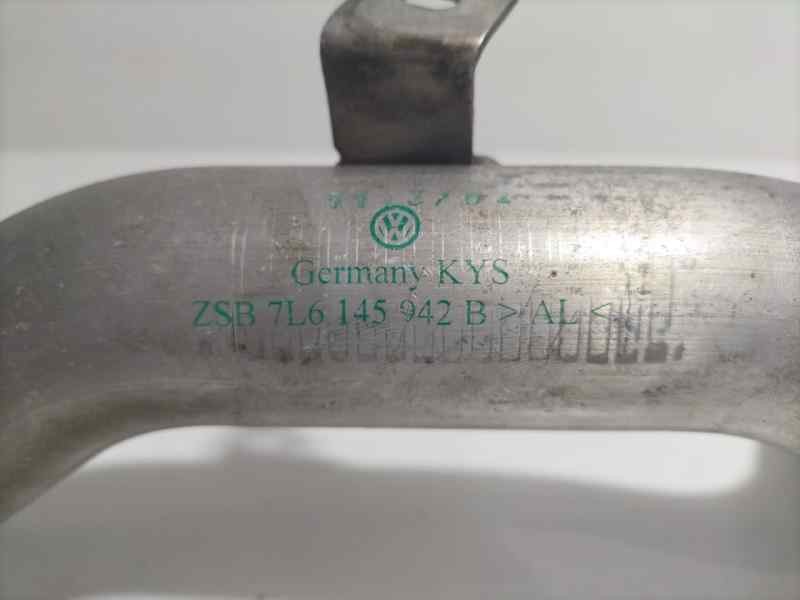 Germany KYS
ZSB 7L6 145 942 B > AL <